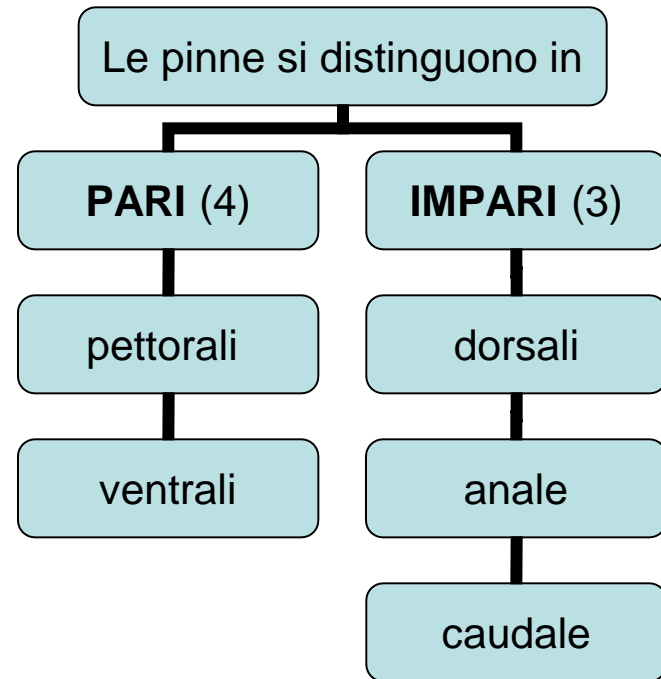 Le pinne si distinguono in
PARI (4)
IMPARI (3)
pettorali
dorsali
ventrali
anale
caudale